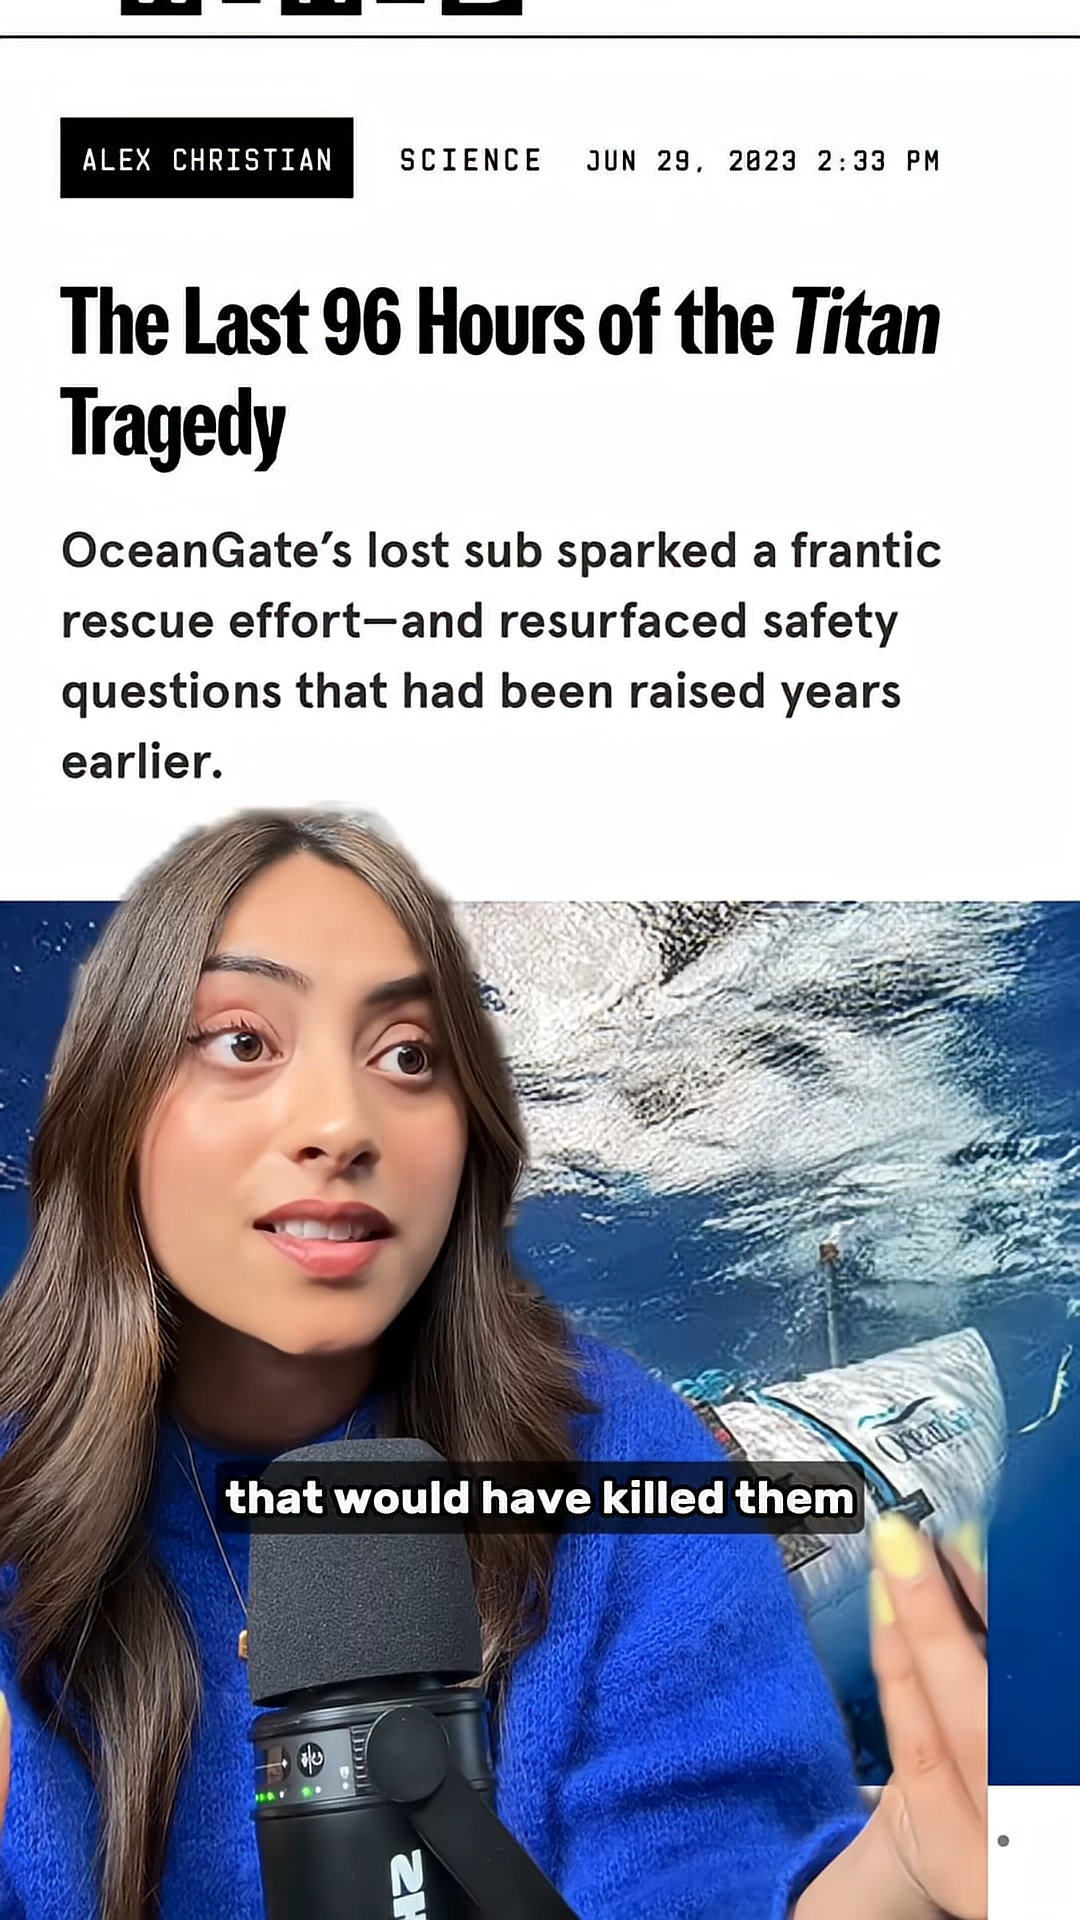 ALEX CHRISTIAN SCIENCE JUN 29, 2023 2:33 PM
The Last 96 Hours of the Titan
Tragedy
OceanGate’s lost sub sparked a frantic
rescue effort—and resurfaced safety
questions that had been raised years
earlier.
that would have killed them